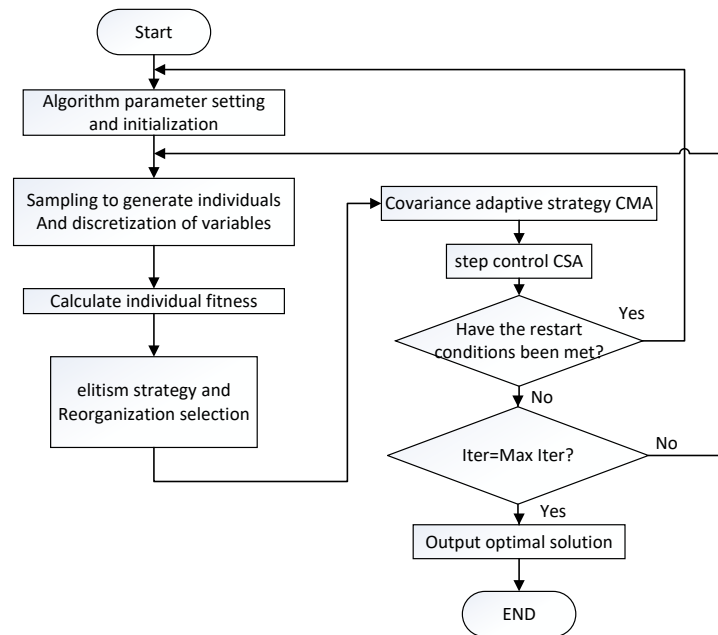 Start
Algorithm parameter setting
and initialization
Sampling to generate individuals
And discretization of variables
Calculate individual fitness
elitism strategy and
Reorganization selection
Covariance adaptive strategy CMA
step control CSA
Have the restart
conditions been met?
Yes
No
Iter=Max Iter?
No
Yes
Output optimal solution
END